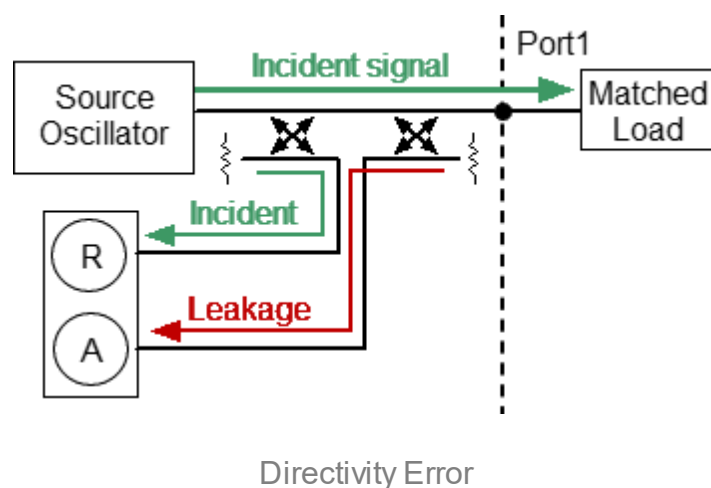 Port1
Incident signal
Source
Oscillator
Matched
Load
Incident
R
Leakage
A
Directivity Error